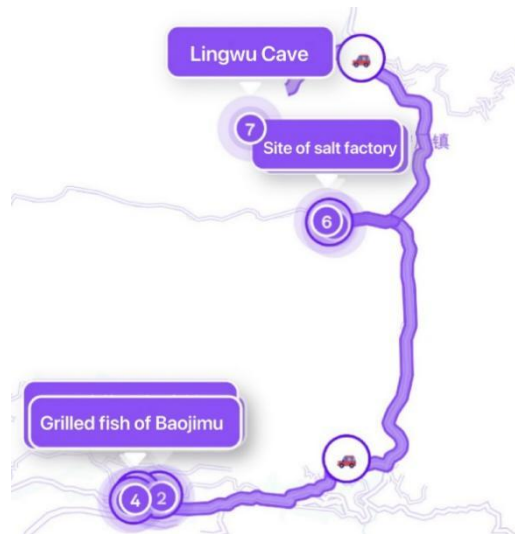 Lingwu Cave
7
Site of salt factory
镇
6
Grilled fish of Baojimu
4
2